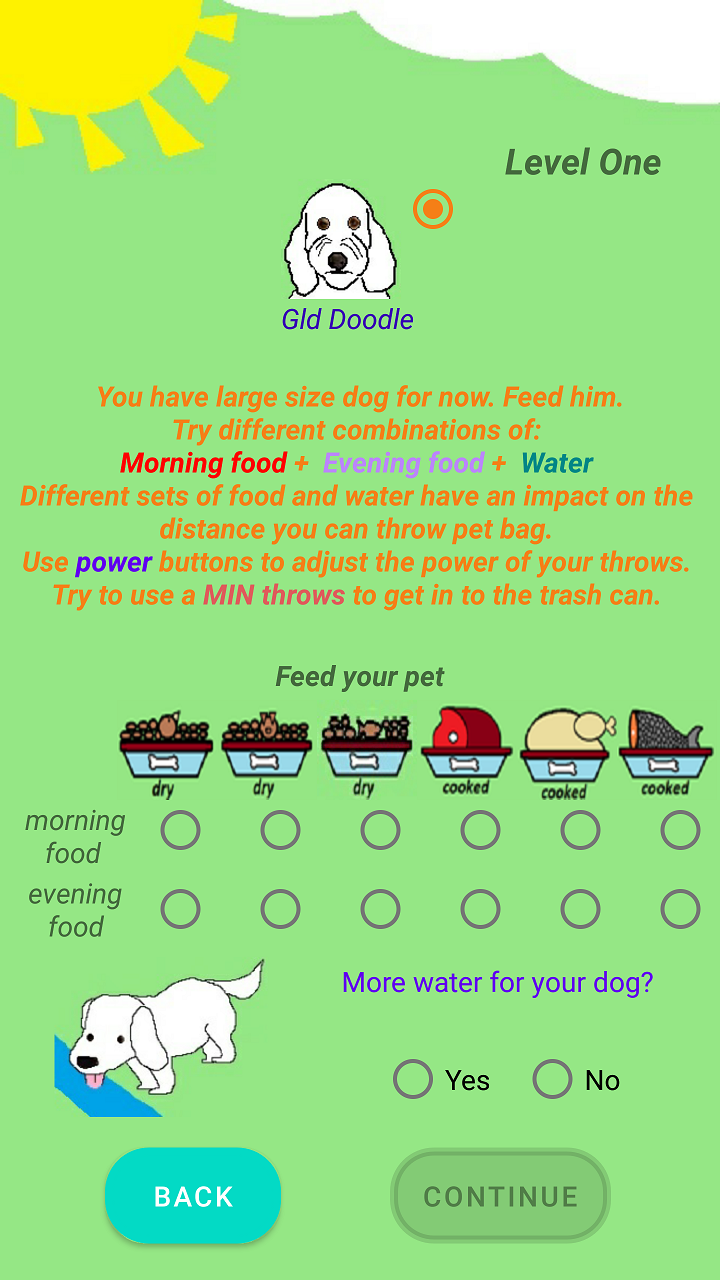 Level One
Gld Doodle
You have large size dog for now. Feed him.
Try different combinations of:
Morning food + Evening food + Water
Different sets of food and water have an impact on the
distance you can throw pet bag.
Use power buttons to adjust the power of your throws.
Try to use a MIN throws to get in to the trash can.
Feed your pet
dry dry dry cooked cooked cooked
morning
food
evening
food
More water for your dog?
Yes No
BACK CONTINUE